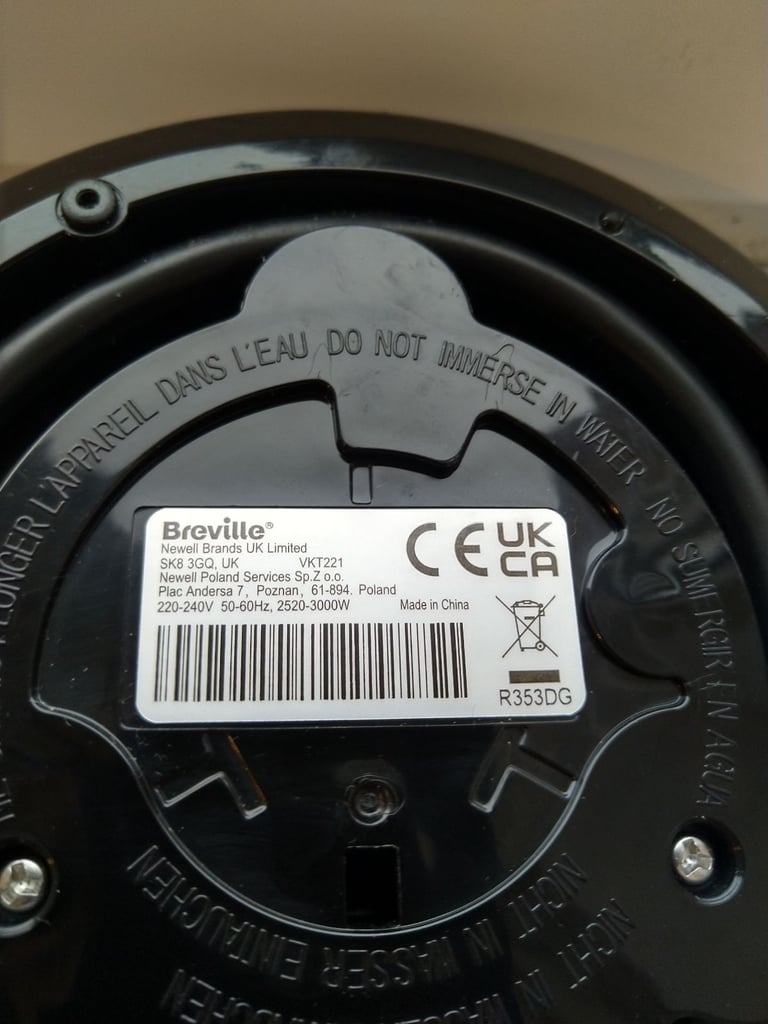 PLONGER L'APPAREIL DANS L'EAU DO NOT IMMERSE IN WATER NO SUMERGIR EN AGUA
Breville®
Newell Brands UK Limited
SK8 3GQ, UK VKT221
Newell Poland Services Sp.Z o.o.
Plac Andersa 7, Poznan, 61-894. Poland
220-240V 50-60Hz, 2520-3000W Made in China
CE UK
CA
R353DG
NICHT IN WASSER EINTAUCHEN
NICHT IN